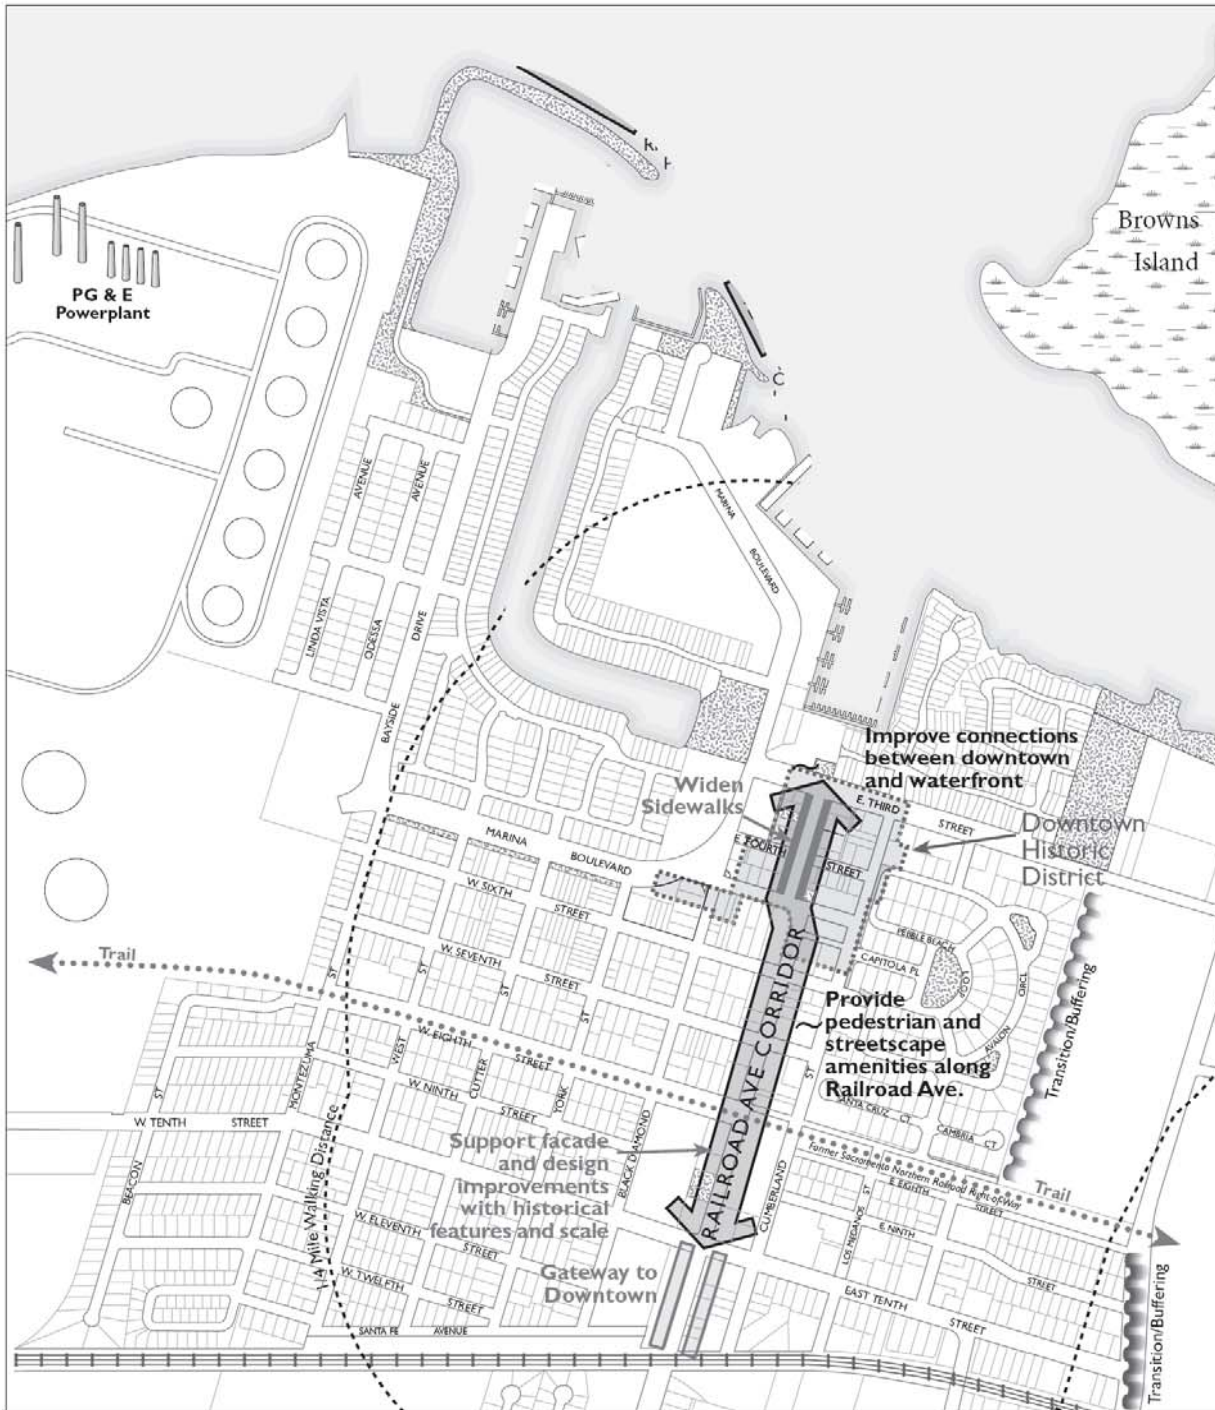 Browns
Island
PG & E
Powerplant
AVENUE
AVENUE
MARINA
BOULEVARD
LINDA VISTA
ODESSA
DRIVE
BAYSIDE
Improve connections
between downtown
and waterfront
Widen
Sidewalks
E. THIRD
STREET
Downtown
Historic
District
MARINA
BOULEVARD
E. FOURTH
STREET
W. SIXTH
STREET
PEBBLE BEACH
LOOP
CAPITOLA PL
CIRCL
AVALON
Trail
ST
ST
W. SEVENTH
ST
STREET
ST
RAILROAD AVE CORRIDOR
Provide
pedestrian and
streetscape
amenities along
Railroad Ave.
Transition/Buffering
W. EIGHTH
STREET
MONTEZUMA
WEST
CUTTER
YORK
W. NINTH
STREET
ST
ST
SANTA CRUZ CT
CAMBRIA CT
W. TENTH
STREET
BLACK DIAMOND
Support facade
and design
improvements
with historical
features and scale
Former Sacramento Northern Railroad Right-of-Way
Trail
BEACON
1/4 Mile Walking Distance
CUMBERLAND
LOS MEDANOS
ST
E. EIGHTH
STREET
E. NINTH
STREET
W. ELEVENTH
STREET
W. TWELFTH
STREET
Gateway to
Downtown
EAST TENTH
STREET
SANTA FE
AVENUE
Transition/Buffering